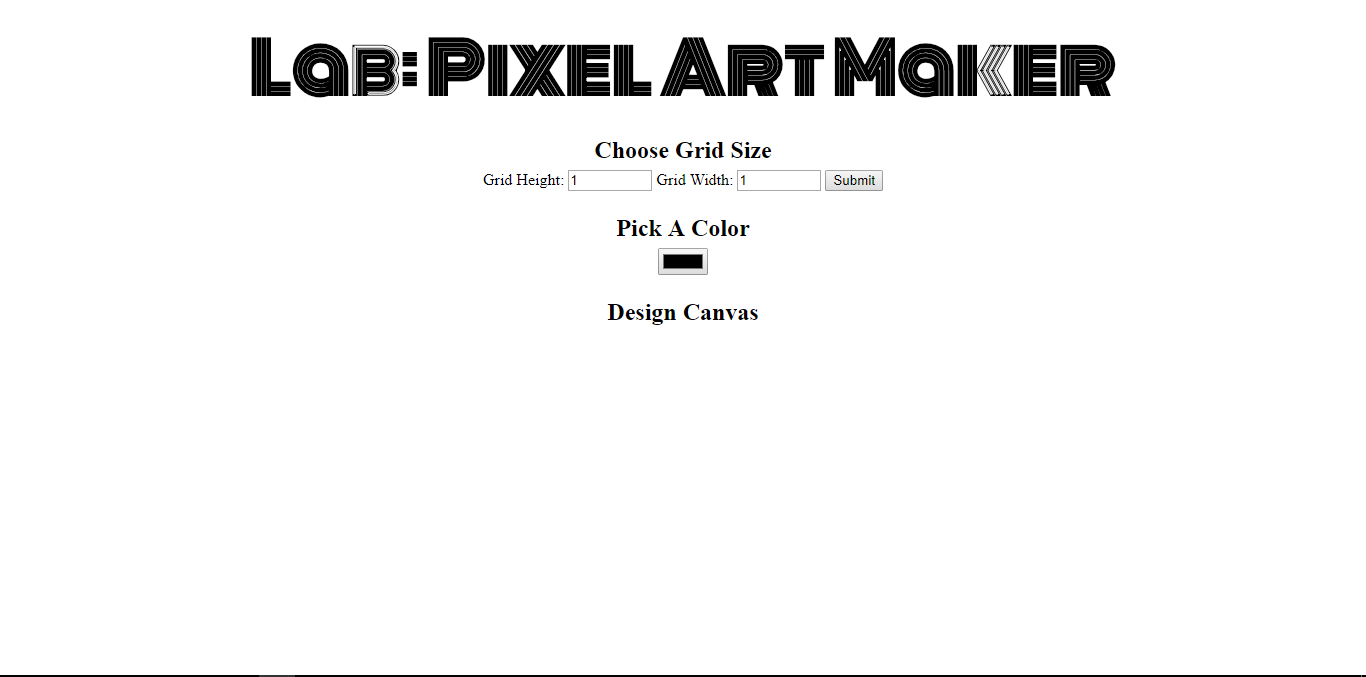 Lab: Pixel Art Maker
Choose Grid Size
Grid Height: 1 Grid Width: 1 Submit
Pick A Color
Design Canvas